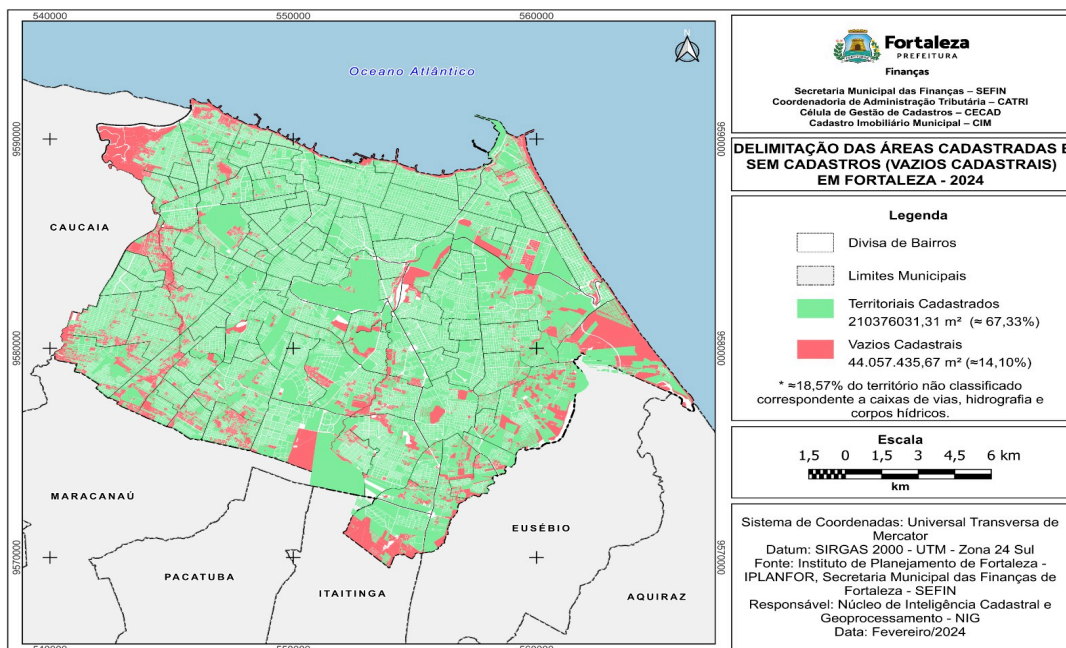 540000
550000
560000
N
Oceano Atlântico
9590000
9590000
CAUCAIA
9580000
9580000
MARACANAÚ
EUSÉBIO
9570000
9570000
PACATUBA
ITAITINGA
AQUIRAZ
540000
550000
560000
Fortaleza
PREFEITURA
Finanças
Secretaria Municipal das Finanças – SEFIN
Coordenadoria de Administração Tributária – CATRI
Célula de Gestão de Cadastros – CECAD
Cadastro Imobiliário Municipal – CIM
DELIMITAÇÃO DAS ÁREAS CADASTRADAS E
SEM CADASTROS (VAZIOS CADASTRAIS)
EM FORTALEZA - 2024
Legenda
Divisa de Bairros
Limites Municipais
Territoriais Cadastrados
210376031,31 m² (≈ 67,33%)
Vazios Cadastrais
44.057.435,67 m² (≈14,10%)
* ≈18,57% do território não classificado
correspondente a caixas de vias, hidrografia e
corpos hídricos.
Escala
1,5 0 1,5 3 4,5 6 km
km
Sistema de Coordenadas: Universal Transversa de
Mercator
Datum: SIRGAS 2000 - UTM - Zona 24 Sul
Fonte: Instituto de Planejamento de Fortaleza -
IPLANFOR, Secretaria Municipal das Finanças de
Fortaleza - SEFIN
Responsável: Núcleo de Inteligência Cadastral e
Geoprocessamento - NIG
Data: Fevereiro/2024